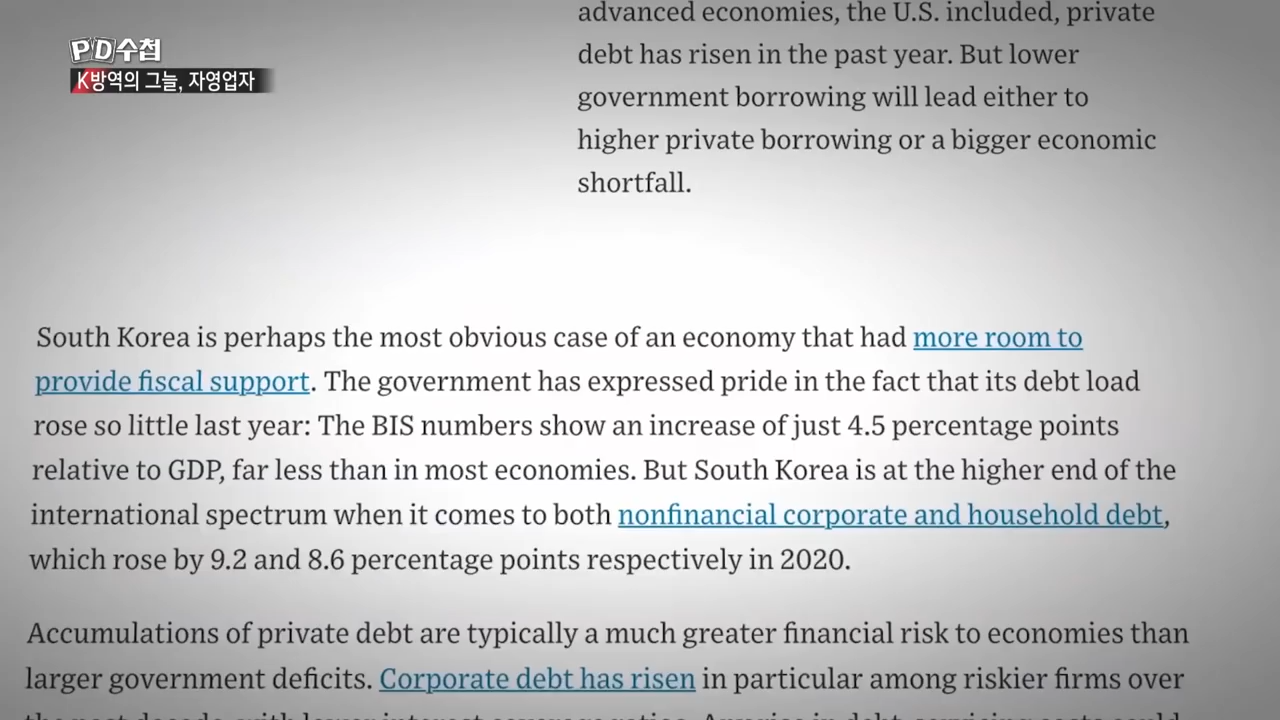 PD수첩
K방역의 그늘, 자영업자
advanced economies, the U.S. included, private
debt has risen in the past year. But lower
government borrowing will lead either to
higher private borrowing or a bigger economic
shortfall.
South Korea is perhaps the most obvious case of an economy that had more room to
provide fiscal support. The government has expressed pride in the fact that its debt load
rose so little last year: The BIS numbers show an increase of just 4.5 percentage points
relative to GDP, far less than in most economies. But South Korea is at the higher end of the
international spectrum when it comes to both nonfinancial corporate and household debt,
which rose by 9.2 and 8.6 percentage points respectively in 2020.
Accumulations of private debt are typically a much greater financial risk to economies than
larger government deficits. Corporate debt has risen in particular among riskier firms over